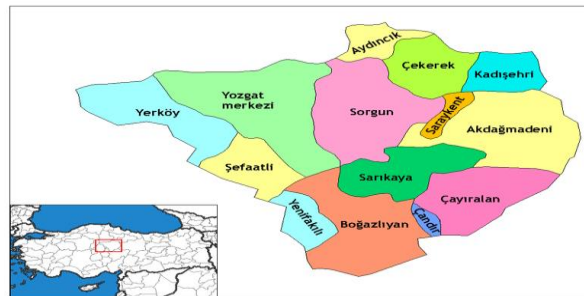 Aydıncık
Çekerek
Kadışehri
Yozgat
merkezi
Yerköy
Sorgun
Saraykent
Akdağmadeni
Şefaatli
Sarıkaya
Çayıralan
Yenifakılı
Boğazlıyan
Çandır